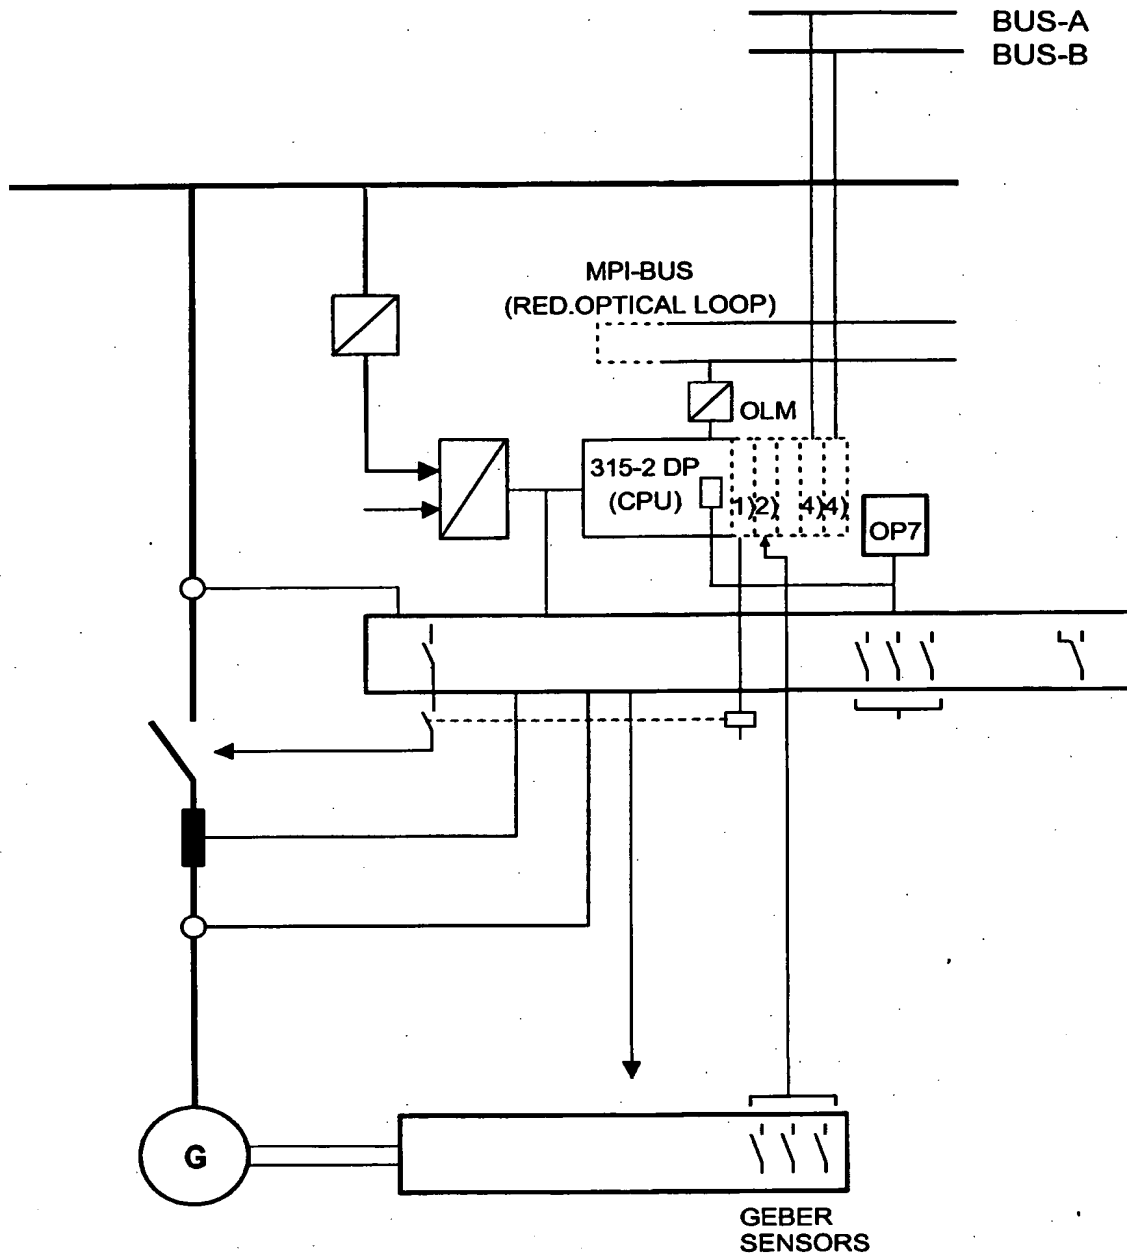 BUS-A
BUS-B
MPI-BUS
(RED.OPTICAL LOOP)
OLM
315-2 DP
(CPU)
1)2) 4)4)
OP7
G
GEBER
SENSORS